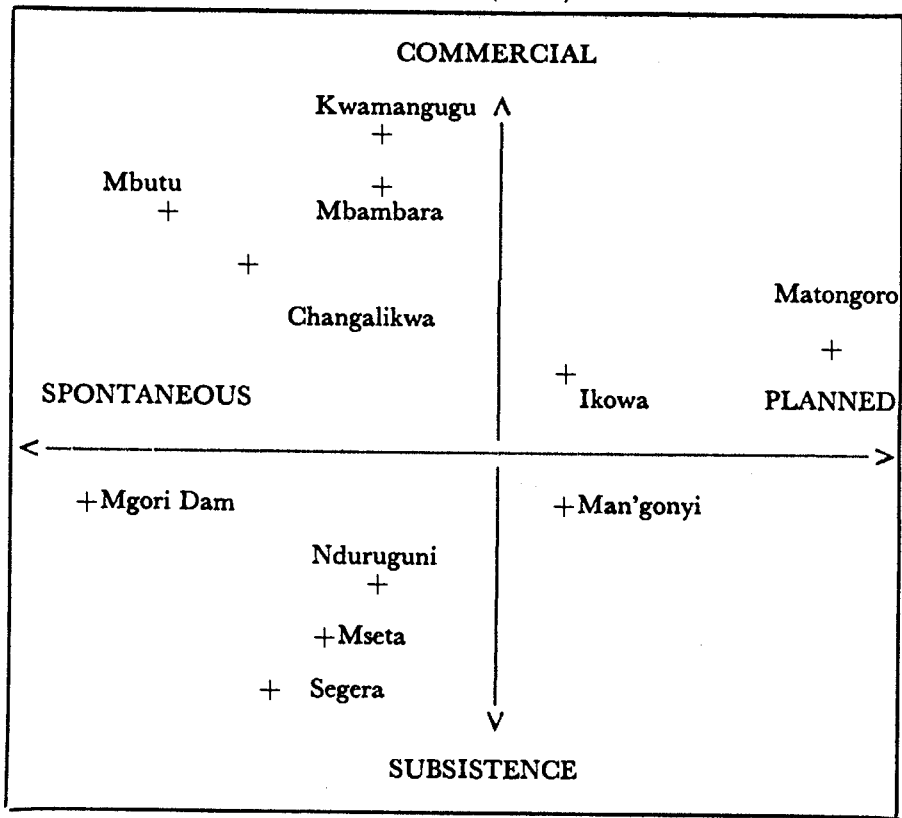 COMMERCIAL
Kwamangugu
Mbutu
Mbambara
Changalikwa
Matongoro
SPONTANEOUS
Ikowa
PLANNED
Mgori Dam
Man'gonyi
Nduruguni
Mseta
Segera
SUBSISTENCE